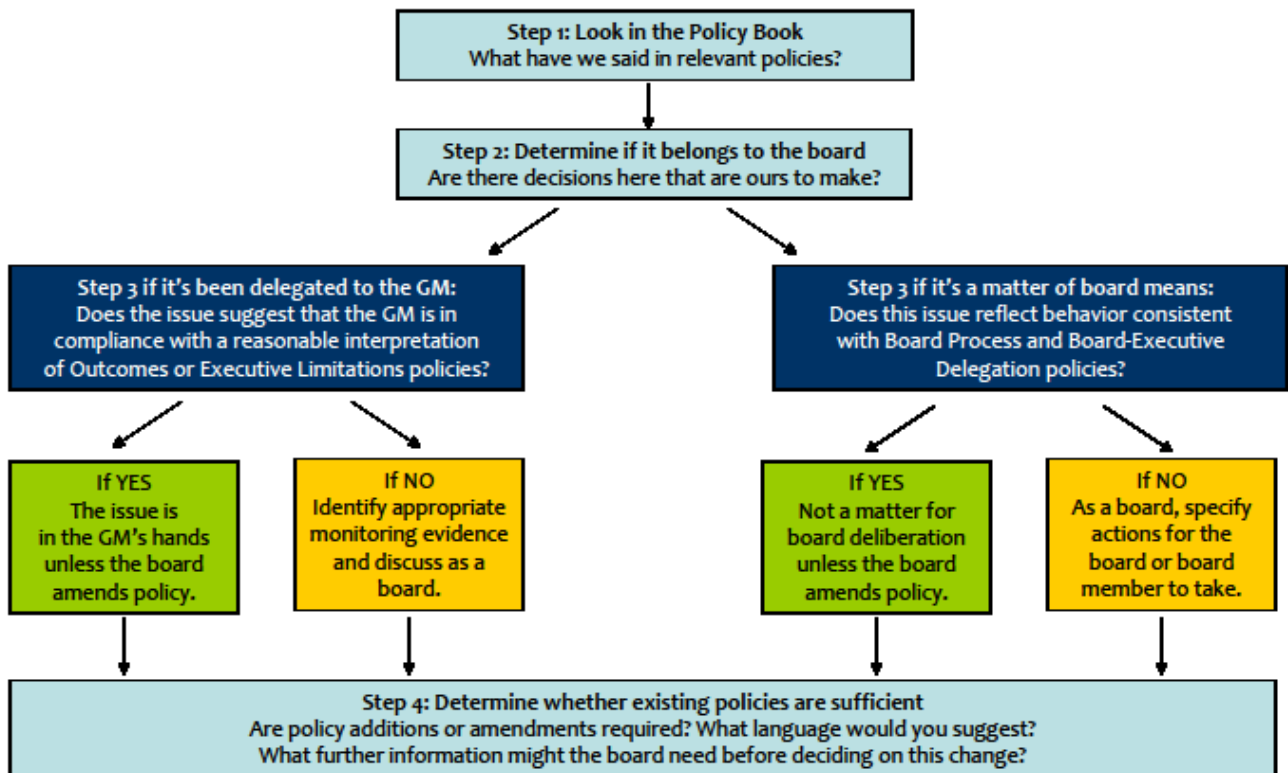 Step 1: Look in the Policy Book
What have we said in relevant policies?
Step 2: Determine if it belongs to the board
Are there decisions here that are ours to make?
Step 3 if it's been delegated to the GM:
Does the issue suggest that the GM is in
compliance with a reasonable interpretation
of Outcomes or Executive Limitations policies?
Step 3 if it's a matter of board means:
Does this issue reflect behavior consistent
with Board Process and Board-Executive
Delegation policies?
If YES
The issue is
in the GM's hands
unless the board
amends policy.
If NO
Identify appropriate
monitoring evidence
and discuss as a
board.
If YES
Not a matter for
board deliberation
unless the board
amends policy.
If NO
As a board, specify
actions for the
board or board
member to take.
Step 4: Determine whether existing policies are sufficient
Are policy additions or amendments required? What language would you suggest?
What further information might the board need before deciding on this change?